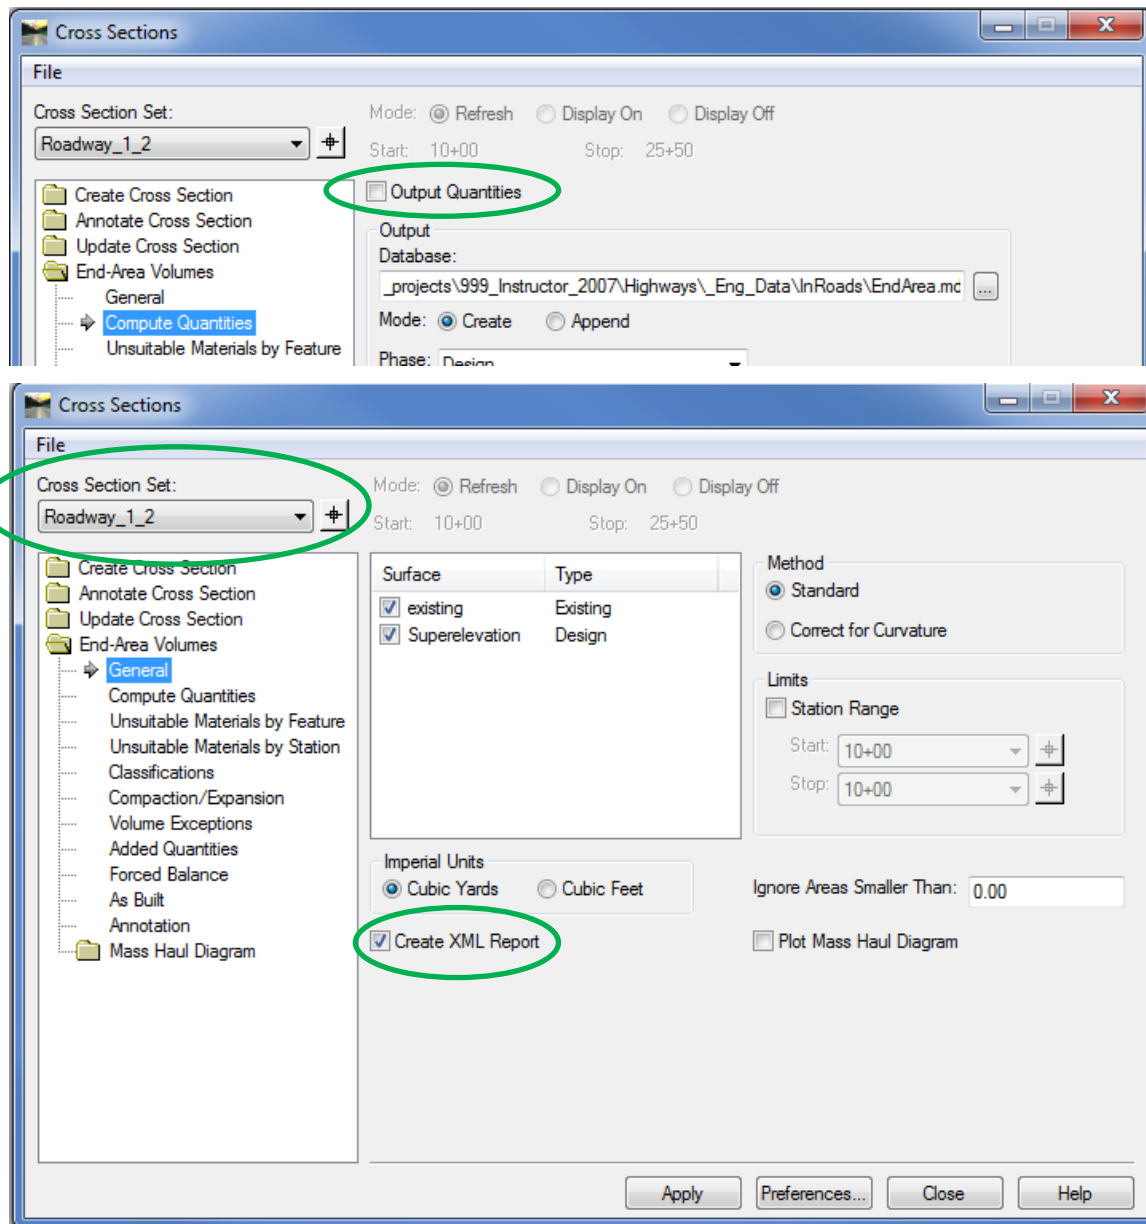 Cross Sections
File
Cross Section Set:
Roadway_1_2
Mode: Refresh Display On Display Off
Start: 10+00 Stop: 25+50
Create Cross Section
Annotate Cross Section
Update Cross Section
End-Area Volumes
General
Compute Quantities
Unsuitable Materials by Feature
Output Quantities
Output
Database:
_projects\999_Instructor_2007\Highways\_Eng_Data\InRoads\EndArea.md
...
Mode: Create Append
Phase: Design
Cross Sections
File
Cross Section Set:
Roadway_1_2
Mode: Refresh Display On Display Off
Start: 10+00 Stop: 25+50
Create Cross Section
Annotate Cross Section
Update Cross Section
End-Area Volumes
General
Compute Quantities
Unsuitable Materials by Feature
Unsuitable Materials by Station
Classifications
Compaction/Expansion
Volume Exceptions
Added Quantities
Forced Balance
As Built
Annotation
Mass Haul Diagram
Surface Type
existing Existing
Superelevation Design
Method
Standard
Correct for Curvature
Limits
Station Range
Start: 10+00
Stop: 10+00
Imperial Units
Cubic Yards Cubic Feet
Ignore Areas Smaller Than: 0.00
Create XML Report
Plot Mass Haul Diagram
Apply Preferences... Close Help